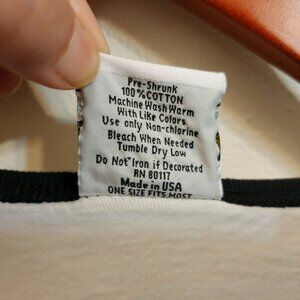 Pre-Shrunk
100% COTTON
Machine Wash Warm
With Like Colors
Use only Non-chlorine
Bleach When Needed
Tumble Dry Low
Do Not Iron if Decorated
RN 80117
Made in USA
ONE SIZE FITS MOST